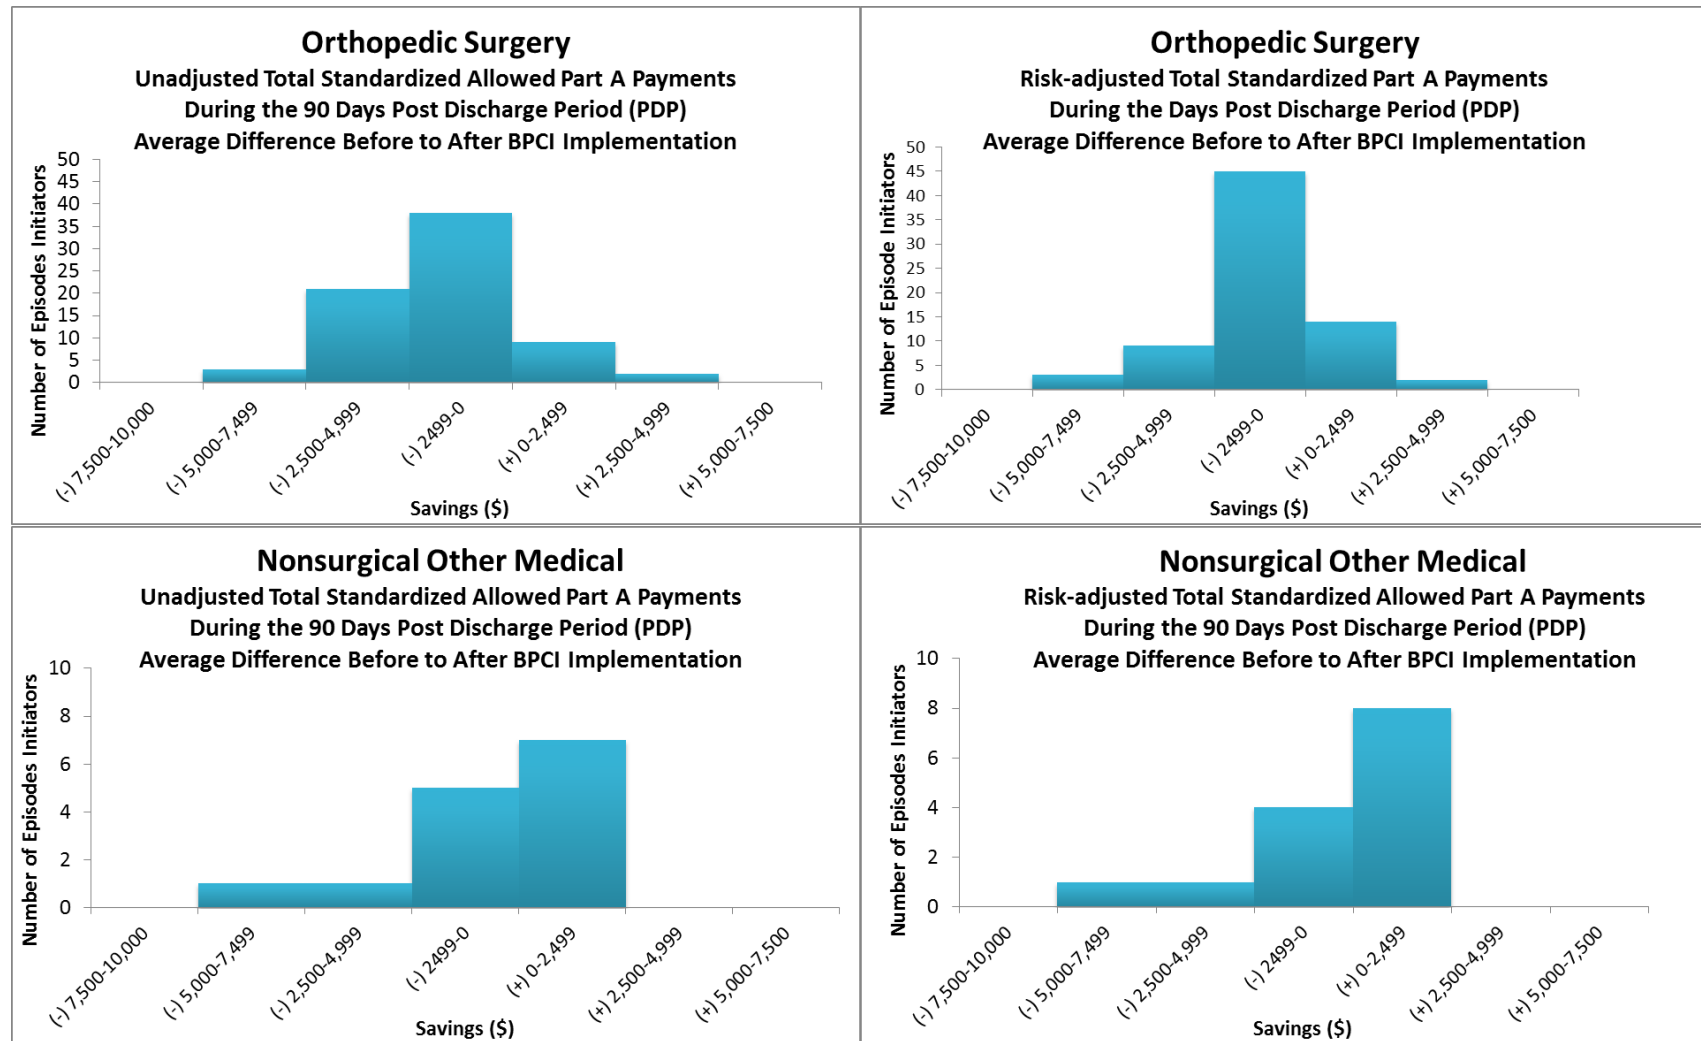 Orthopedic Surgery
Unadjusted Total Standardized Allowed Part A Payments
During the 90 Days Post Discharge Period (PDP)
Average Difference Before to After BPCI Implementation
Number of Episodes Initiators
50
45
40
35
30
25
20
15
10
5
0
(-) 7,500-10,000
(-) 5,000-7,499
(-) 2,500-4,999
(-) 2499-0
(+) 0-2,499
(+) 2,500-4,999
(+) 5,000-7,500
Savings ($)
Orthopedic Surgery
Risk-adjusted Total Standardized Part A Payments
During the Days Post Discharge Period (PDP)
Average Difference Before to After BPCI Implementation
Number of Episode Initiators
50
45
40
35
30
25
20
15
10
5
0
(-) 7,500-10,000
(-) 5,000-7,499
(-) 2,500-4,999
(-) 2499-0
(+) 0-2,499
(+) 2,500-4,999
(+) 5,000-7,500
Savings ($)
Nonsurgical Other Medical
Unadjusted Total Standardized Allowed Part A Payments
During the 90 Days Post Discharge Period (PDP)
Average Difference Before to After BPCI Implementation
Number of Episodes Initiators
10
8
6
4
2
0
(-) 7,500-10,000
(-) 5,000-7,499
(-) 2,500-4,999
(-) 2499-0
(+) 0-2,499
(+) 2,500-4,999
(+) 5,000-7,500
Savings ($)
Nonsurgical Other Medical
Risk-adjusted Total Standardized Allowed Part A Payments
During the 90 Days Post Discharge Period (PDP)
Average Difference Before to After BPCI Implementation
Number of Episodes Initiators
10
8
6
4
2
0
(-) 7,500-10,000
(-) 5,000-7,499
(-) 2,500-4,999
(-) 2499-0
(+) 0-2,499
(+) 2,500-4,999
(+) 5,000-7,500
Savings ($)